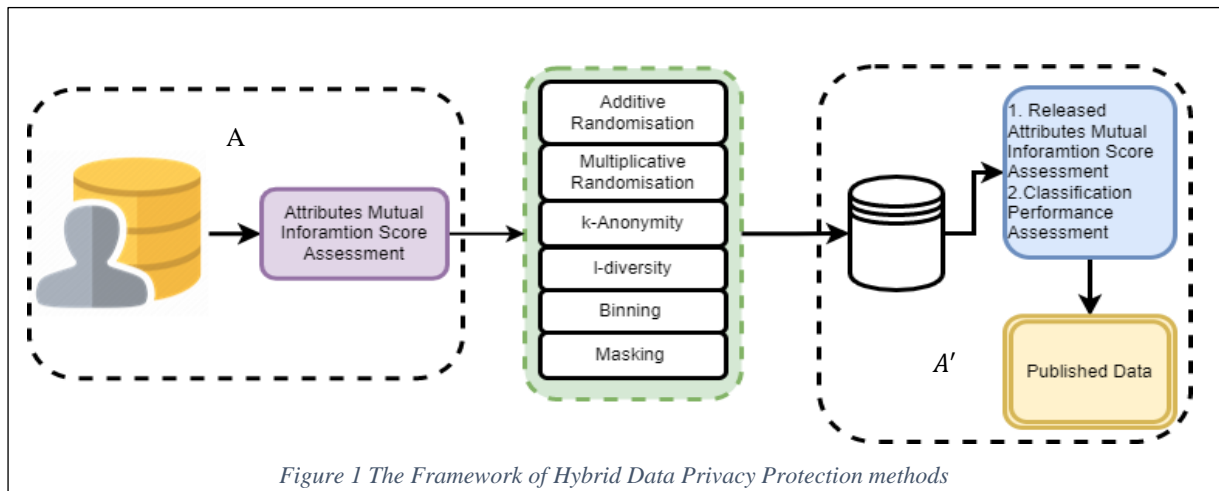 A
Attributes Mutual
Inforamtion Score
Assessment
Additive
Randomisation
Multiplicative
Randomisation
k-Anonymity
l-diversity
Binning
Masking
1. Released
Attributes Mutual
Inforamtion Score
Assessment
2.Classification
Performance
Assessment
A′
Published Data
Figure 1 The Framework of Hybrid Data Privacy Protection methods